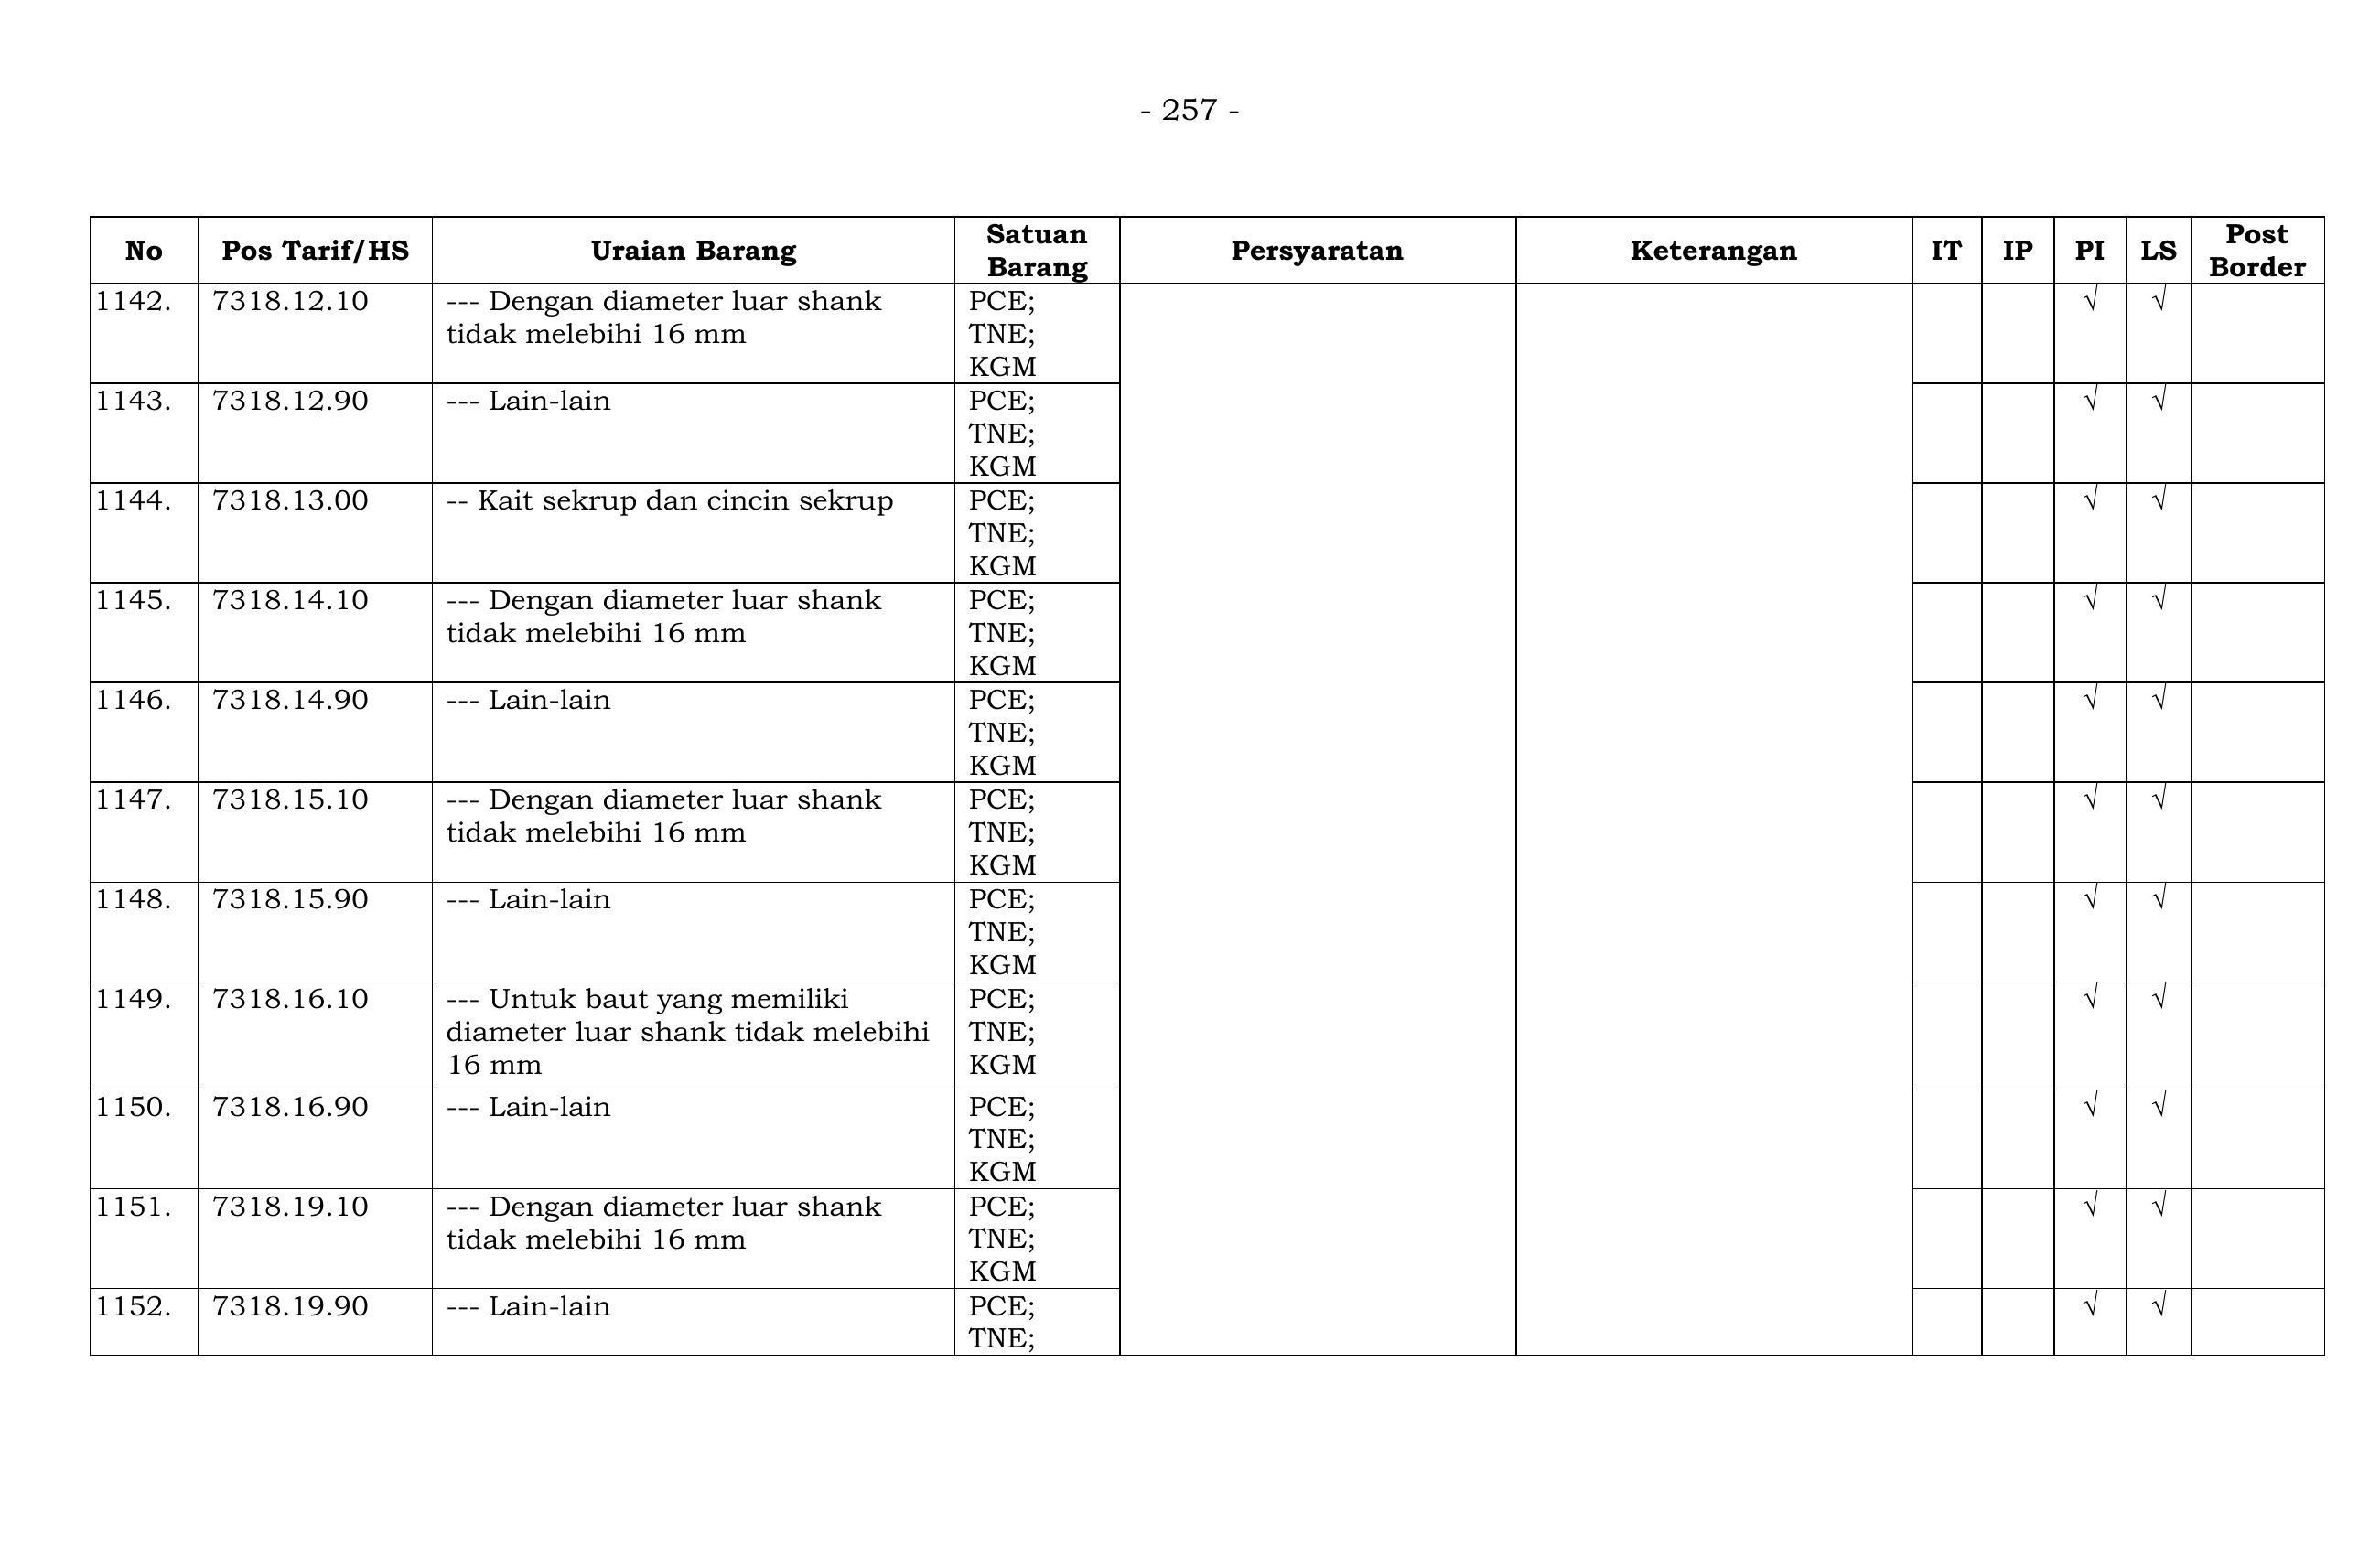 - 257 -
No Pos Tarif/HS Uraian Barang Satuan Barang Persyaratan Keterangan IT IP PI LS Post Border
1142. 7318.12.10 --- Dengan diameter luar shank PCE; √ √
tidak melebihi 16 mm TNE;
KGM
1143. 7318.12.90 --- Lain-lain PCE; √ √
TNE;
KGM
1144. 7318.13.00 -- Kait sekrup dan cincin sekrup PCE; √ √
TNE;
KGM
1145. 7318.14.10 --- Dengan diameter luar shank PCE; √ √
tidak melebihi 16 mm TNE;
KGM
1146. 7318.14.90 --- Lain-lain PCE; √ √
TNE;
KGM
1147. 7318.15.10 --- Dengan diameter luar shank PCE; √ √
tidak melebihi 16 mm TNE;
KGM
1148. 7318.15.90 --- Lain-lain PCE; √ √
TNE;
KGM
1149. 7318.16.10 --- Untuk baut yang memiliki PCE; √ √
diameter luar shank tidak melebihi TNE;
16 mm KGM
1150. 7318.16.90 --- Lain-lain PCE; √ √
TNE;
KGM
1151. 7318.19.10 --- Dengan diameter luar shank PCE; √ √
tidak melebihi 16 mm TNE;
KGM
1152. 7318.19.90 --- Lain-lain PCE; √ √
TNE;